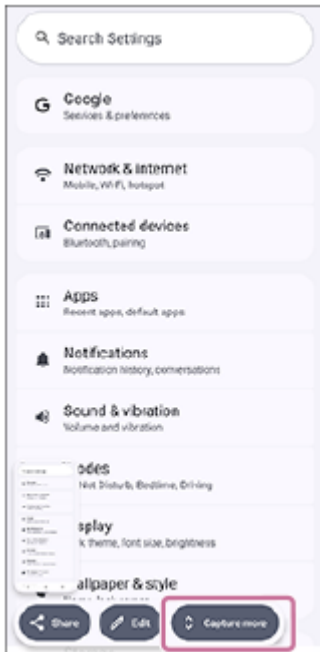 Search Settings
Google
Services & preferences
Network & internet
Mobile, Wi-Fi, hotspot
Connected devices
Bluetooth, pairing
Apps
Recent apps, default apps
Notifications
Notification history, conversations
Sound & vibration
Volume and vibration
odes
Not Disturb, Bedtime, Driving
splay
k theme, font size, brightness
allpaper & style
Share
Edit
Capture more